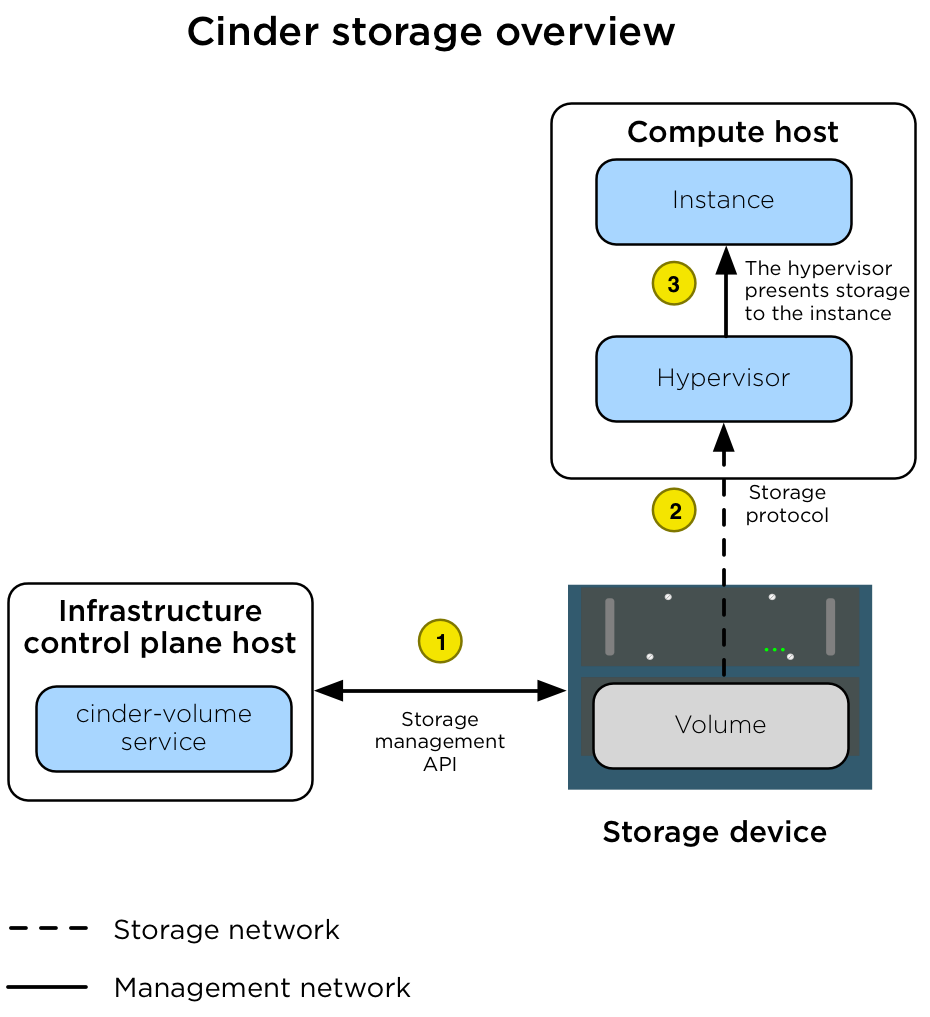 Cinder storage overview
Compute host
Instance
3
The hypervisor
presents storage
to the instance
Hypervisor
2
Storage
protocol
Infrastructure
control plane host
cinder-volume
service
1
Storage
management
API
Volume
Storage device
Storage network
Management network